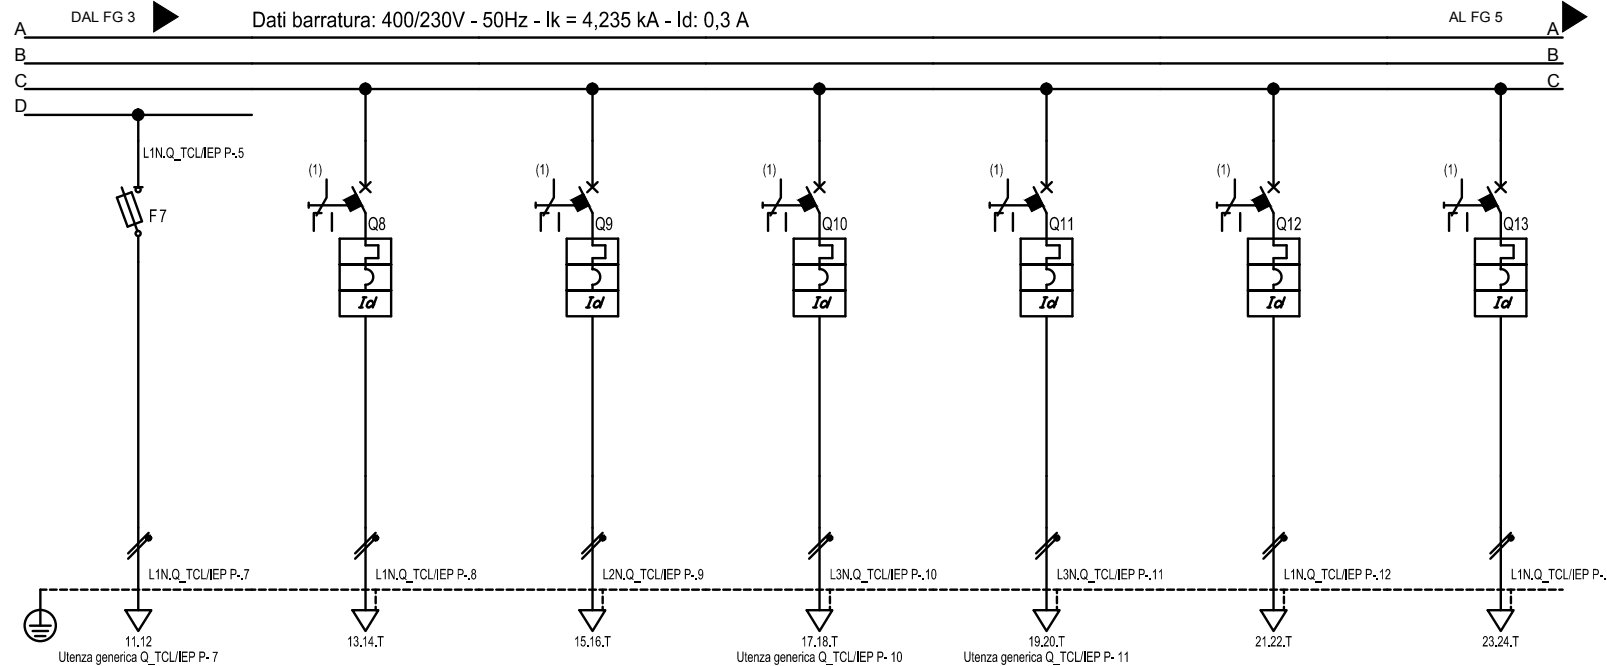 DAL FG 3
Dati barratura: 400/230V - 50Hz - Ik = 4,235 kA - Id: 0,3 A
AL FG 5
A
A
B
B
C
C
D
L1N.Q_TCL/IEP P-.5
(1)
(1)
(1)
(1)
(1)
(1)
F7
Q8
Q9
Q10
Q11
Q12
Q13
Id
Id
Id
Id
Id
Id
L1N.Q_TCL/IEP P-.7
L1N.Q_TCL/IEP P-.8
L2N.Q_TCL/IEP P-.9
L3N.Q_TCL/IEP P-.10
L3N.Q_TCL/IEP P-.11
L1N.Q_TCL/IEP P-.12
L1N.Q_TCL/IEP P-.
11.12
13.14.T
15.16.T
17.18.T
19.20.T
21.22.T
23.24.T
Utenza generica Q_TCL/IEP P- 7
Utenza generica Q_TCL/IEP P- 10
Utenza generica Q_TCL/IEP P- 11